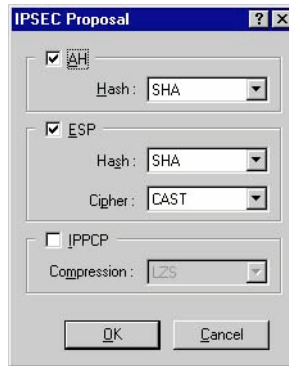 IPSEC Proposal
AH
Hash: SHA
ESP
Hash: SHA
Cipher: CAST
IPPCP
Compression: LZS
OK Cancel